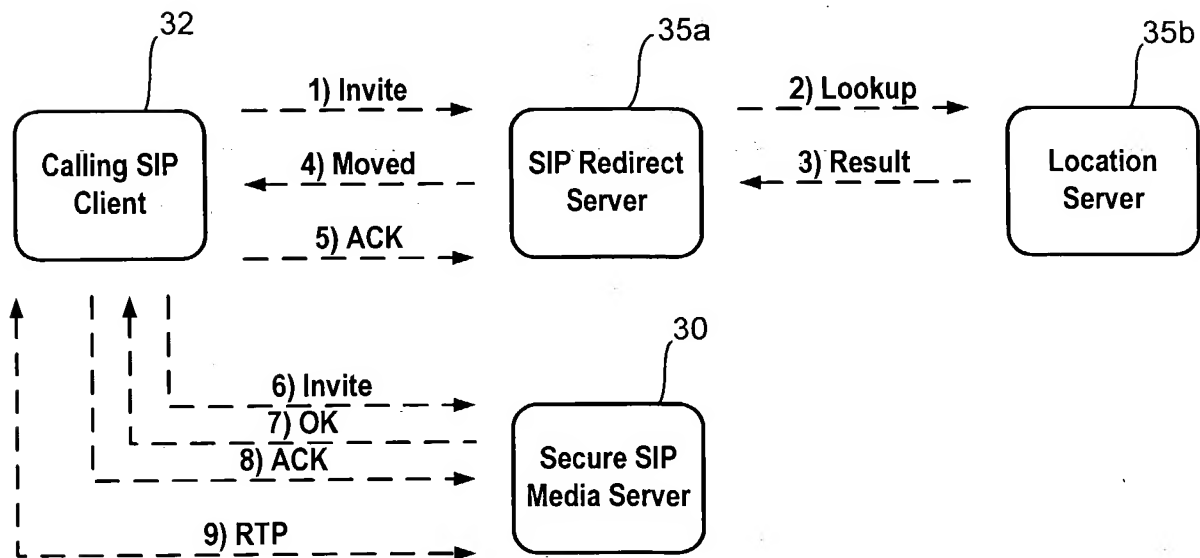 32
35a
35b
1) Invite
2) Lookup
Calling SIP
Client
4) Moved
SIP Redirect
Server
3) Result
Location
Server
5) ACK
30
6) Invite
7) OK
8) ACK
Secure SIP
Media Server
9) RTP